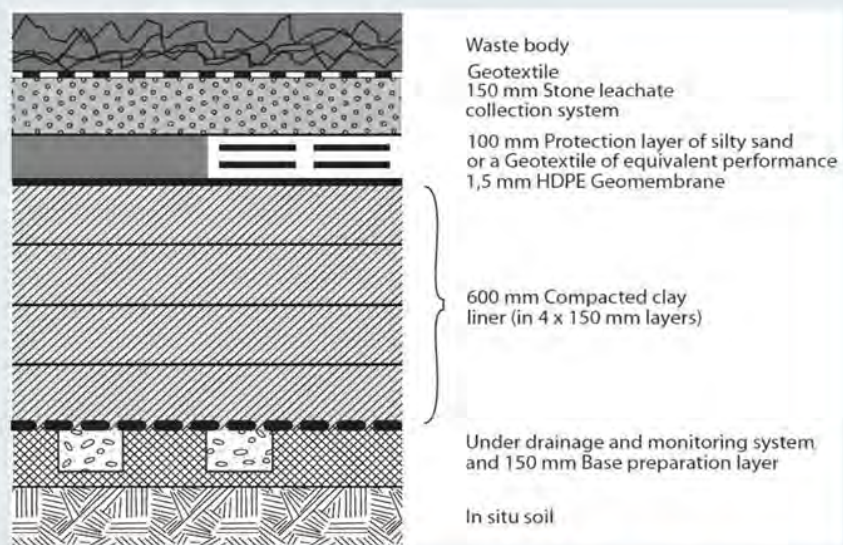 Waste body
Geotextile
150 mm Stone leachate
collection system
100 mm Protection layer of silty sand
or a Geotextile of equivalent performance
1,5 mm HDPE Geomembrane
600 mm Compacted clay
liner (in 4 x 150 mm layers)
Under drainage and monitoring system
and 150 mm Base preparation layer
In situ soil